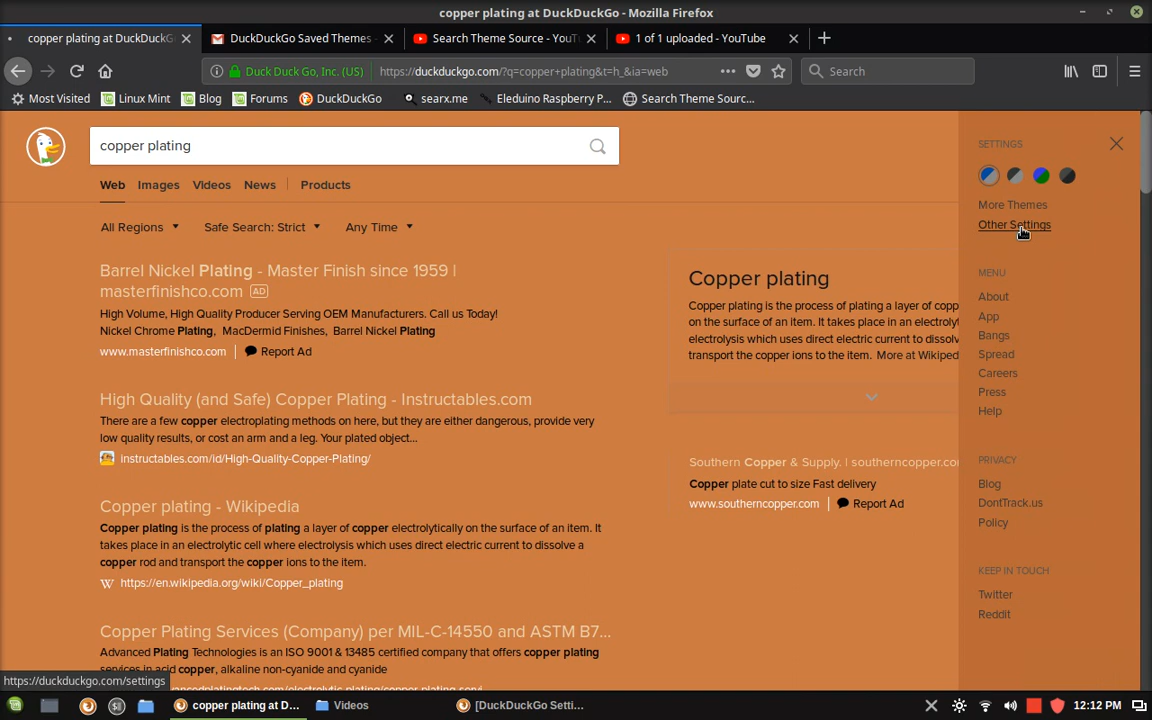 copper plating at DuckDuckGo - Mozilla Firefox
copper plating at DuckDuckG
DuckDuckGo Saved Themes -
Search Theme Source - YouT
1 of 1 uploaded - YouTube
Duck Duck Go, Inc. (US)
https://duckduckgo.com/?q=copper+plating&t=h_&ia=web
Search
Most Visited
Linux Mint
Blog
Forums
DuckDuckGo
searx.me
Eleduino Raspberry P...
Search Theme Sourc...
copper plating
Web
Images
Videos
News
Products
All Regions
Safe Search: Strict
Any Time
Barrel Nickel Plating - Master Finish since 1959 |
masterfinishco.com AD
High Volume, High Quality Producer Serving OEM Manufacturers. Call us Today!
Nickel Chrome Plating, MacDermid Finishes, Barrel Nickel Plating
www.masterfinishco.com | Report Ad
High Quality (and Safe) Copper Plating - Instructables.com
There are a few copper electroplating methods on here, but they are either dangerous, provide very
low quality results, or cost an arm and a leg. Your plated object...
instructables.com/id/High-Quality-Copper-Plating/
Copper plating - Wikipedia
Copper plating is the process of plating a layer of copper electrolytically on the surface of an item. It
takes place in an electrolytic cell where electrolysis which uses direct electric current to dissolve a
copper rod and transport the copper ions to the item.
W https://en.wikipedia.org/wiki/Copper_plating
Copper Plating Services (Company) per MIL-C-14550 and ASTM B7...
Advanced Plating Technologies is an ISO 9001 & 13485 certified company that offers copper plating
services in acid copper, alkaline non-cyanide and cyanide
Copper plating
Copper plating is the process of plating a layer of copp
on the surface of an item. It takes place in an electrolyt
electrolysis which uses direct electric current to dissolv
transport the copper ions to the item. More at Wikiped
Southern Copper & Supply. | southerncopper.co
Copper plate cut to size Fast delivery
www.southerncopper.com | Report Ad
SETTINGS
More Themes
Other Settings
MENU
About
App
Bangs
Spread
Careers
Press
Help
PRIVACY
Blog
DontTrack.us
Policy
KEEP IN TOUCH
Twitter
Reddit
https://duckduckgo.com/settings
copper plating at D...
Videos
[DuckDuckGo Setti...
12:12 PM